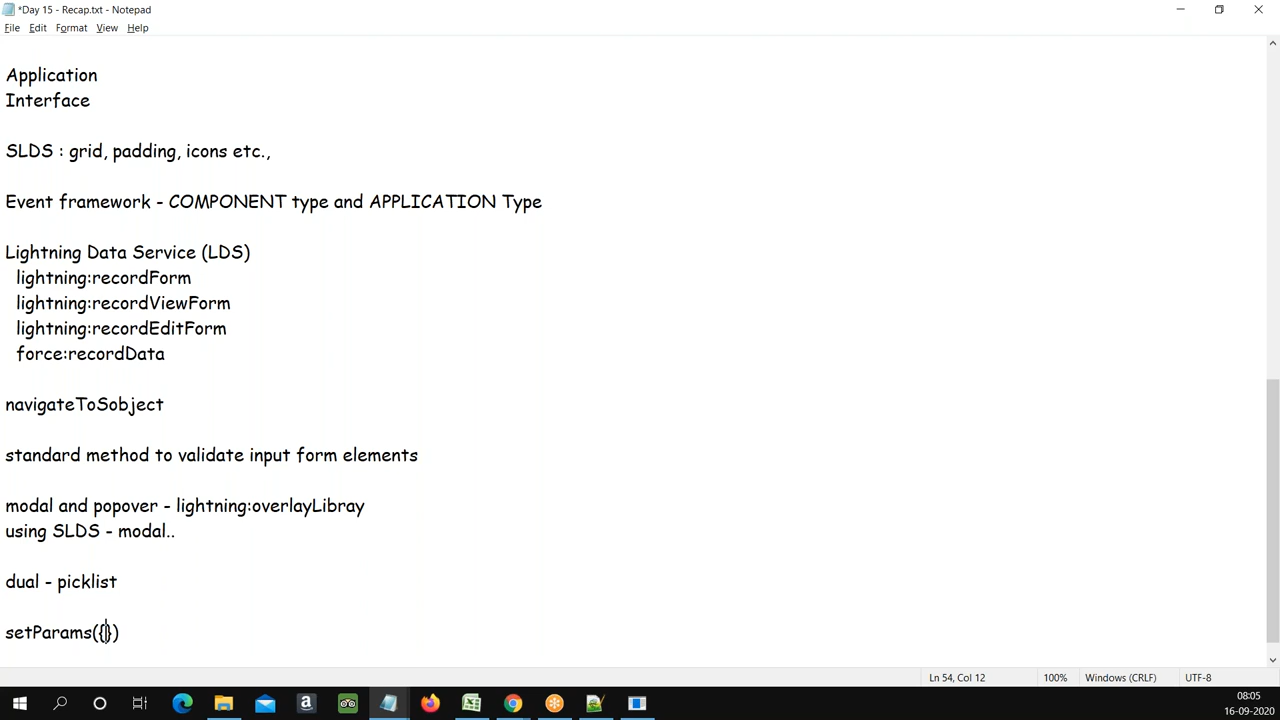 *Day 15 - Recap.txt - Notepad
File Edit Format View Help
Application
Interface
SLDS : grid, padding, icons etc.,
Event framework - COMPONENT type and APPLICATION Type
Lightning Data Service (LDS)
lightning:recordForm
lightning:recordViewForm
lightning:recordEditForm
force:recordData
navigateToSobject
standard method to validate input form elements
modal and popover - lightning:overlayLibray
using SLDS - modal..
dual - picklist
setParams({})
Ln 54, Col 12 100% Windows (CRLF) UTF-8
08:05
16-09-2020